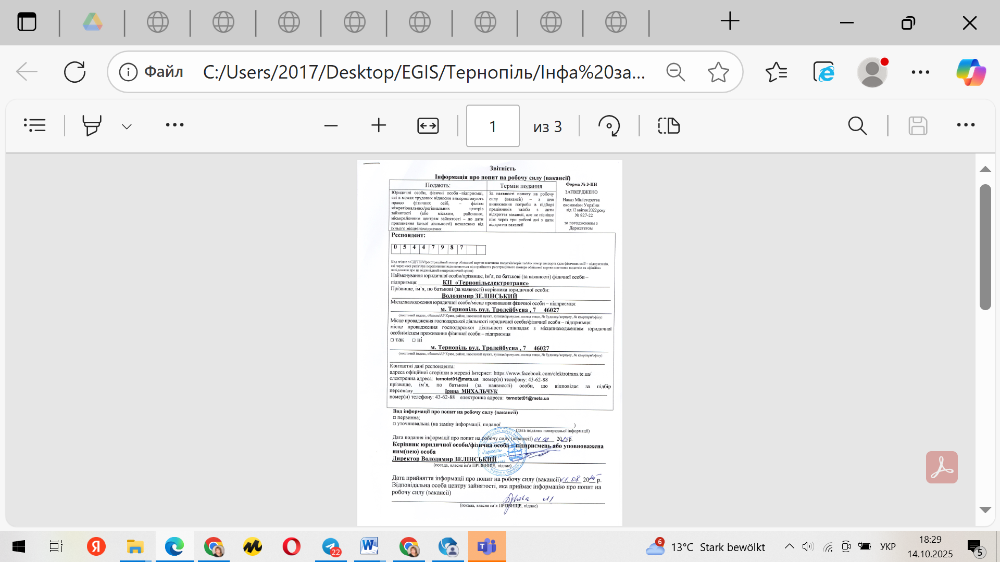 Файл C:/Users/2017/Desktop/EGIS/Тернопіль/Інфа%20за...
1 из 3
Звітність
Інформація про попит на робочу силу (вакансії)
Подають: Термін подання
Форма № 3-ПН
ЗАТВЕРДЖЕНО
Наказ Міністерства
економіки України
від 12 квітня 2022 року
№ 827-22
за погодженням з
Держстатом
Юридичні особи, фізичні особи –підприємці,
які в межах трудових відносин використовують
працю фізичних осіб, – філіям
міжрегіональних/регіональних центрів
зайнятості (або міським, районним,
міськрайонним центрам зайнятості – до дати
припинення їхньої діяльності) незалежно від
їхнього місцезнаходження
За наявності попиту на робочу
силу (вакансії) – з дня
виникнення потреби в підборі
працівників та/або з дати
відкриття вакансії, але не пізніше
ніж через три робочі дні з дати
відкриття вакансії
Респондент:
0 5 4 4 7 9 8 7
Код згідно з ЄДРПОУ/реєстраційний номер облікової картки платника податків/серія та/або номер паспорта (для фізичних осіб – підприємців,
які через свої релігійні переконання відмовляються від прийняття реєстраційного номера облікової картки платника податків та офіційно
повідомили про це відповідний контролюючий орган)
Найменування юридичної особи/прізвище, ім’я, по батькові (за наявності) фізичної особи –
підприємця: КП «Тернопільелектротранс»
Прізвище, ім’я, по батькові (за наявності) керівника юридичної особи:
Володимир ЗЕЛІНСЬКИЙ
Місцезнаходження юридичної особи/місце проживання фізичної особи – підприємця:
м. Тернопіль вул. Тролейбусна , 7 46027
(поштовий індекс, область/АР Крим, район, населений пункт, вулиця/провулок, площа тощо, № будинку/корпусу, № квартири/офісу)
Місце провадження господарської діяльності юридичної особи/фізичної особи – підприємця:
місце провадження господарської діяльності співпадає з місцезнаходженням юридичної
особи/місцем проживання фізичної особи – підприємця
□ так □ ні
м. Тернопіль вул. Тролейбусна , 7 46027
(поштовий індекс, область/АР Крим, район, населений пункт, вулиця/провулок, площа тощо, № будинку/корпусу, № квартири/офісу)
Контактні дані респондента:
адреса офіційної сторінки в мережі Інтернет: https://www.facebook.com/elektrotrans.te.ua/
електронна адреса: ternotet01@meta.ua номер(и) телефону: 43-62-88
прізвище, ім’я, по батькові (за наявності) особи, що відповідає за підбір
персоналу Ірина МИХАЛЬЧУК
номер(и) телефону: 43-62-88 електронна адреса: ternotet01@meta.ua
Вид інформації про попит на робочу силу (вакансії)
□ первинна;
□ уточнювальна (на заміну інформації, поданої )
(дата подання попередньої інформації)
Дата подання інформації про попит на робочу силу (вакансії) 01.08 2025р.
Керівник юридичної особи/фізична особа – підприємець або уповноважена
ним(нею) особа
Директор Володимир ЗЕЛІНСЬКИЙ
(посада, власне ім’я ПРІЗВИЩЕ, підпис)
Дата прийняття інформації про попит на робочу силу (вакансії) 01.08. 20 р.
Відповідальна особа центру зайнятості, яка приймає інформацію про попит на
робочу силу (вакансії)
(посада, власне ім’я ПРІЗВИЩЕ, підпис)
22
6 13°C Stark bewölkt УКР 18:29
14.10.2025 5